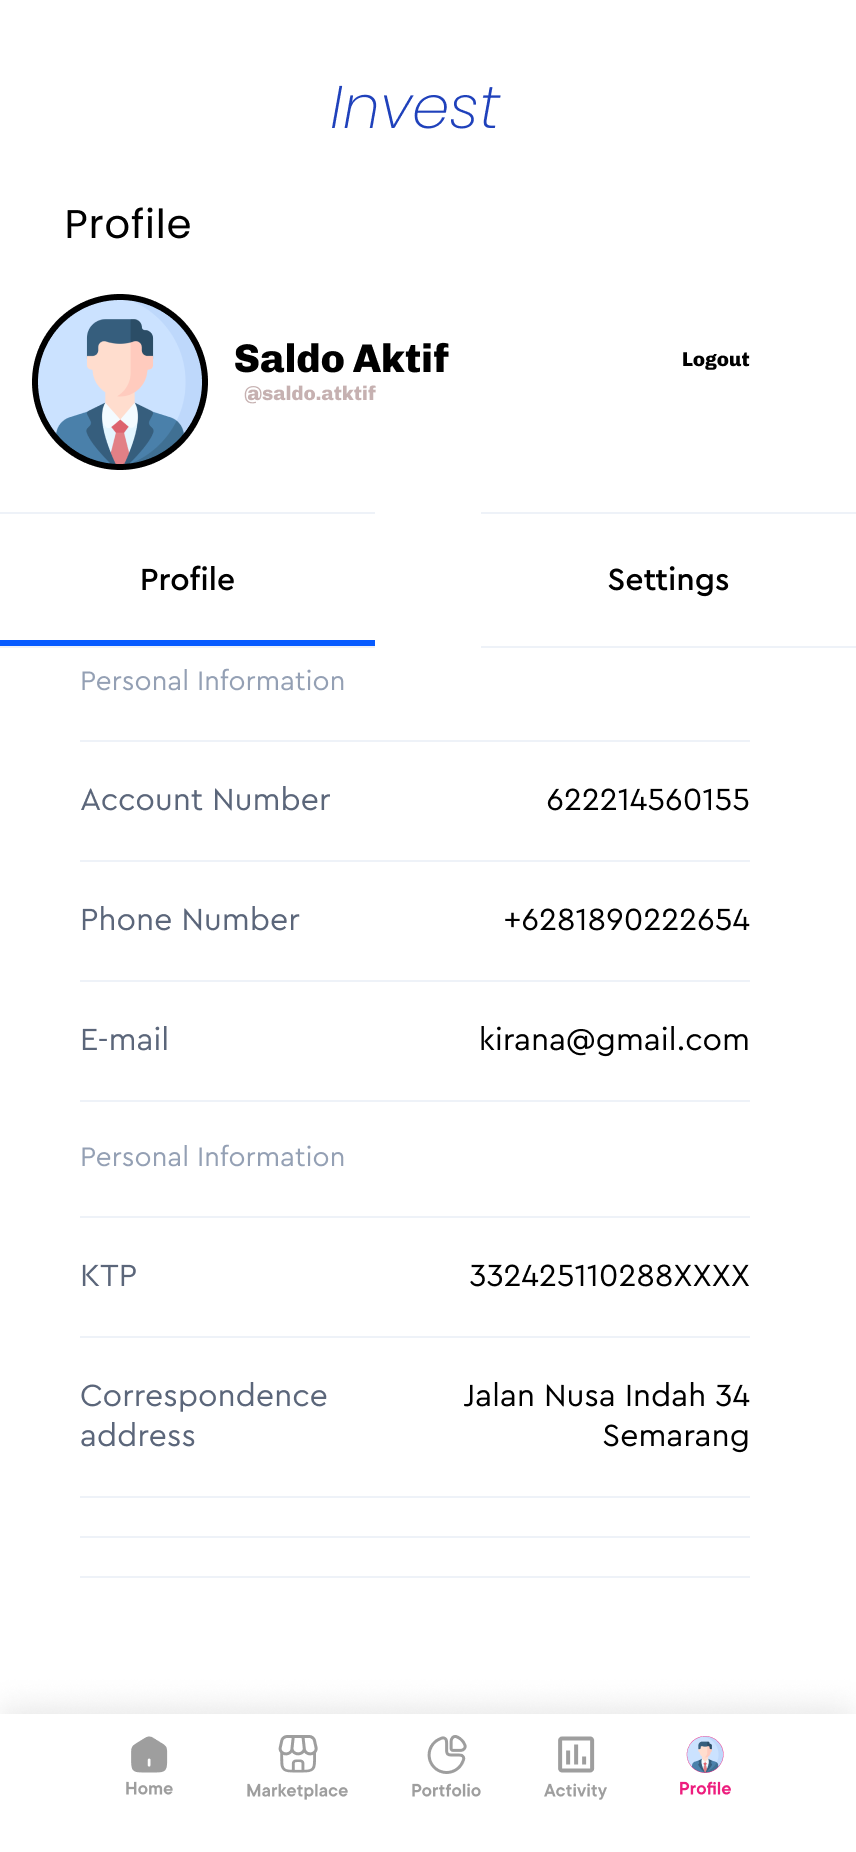 Invest
Profile
Saldo Aktif
Logout
@saldo.atktif
Profile
Settings
Personal Information
Account Number
622214560155
Phone Number
+6281890222654
E-mail
kirana@gmail.com
Personal Information
KTP
332425110288XXXX
Correspondence
address
Jalan Nusa Indah 34
Semarang
Home
Marketplace
Portfolio
Activity
Profile